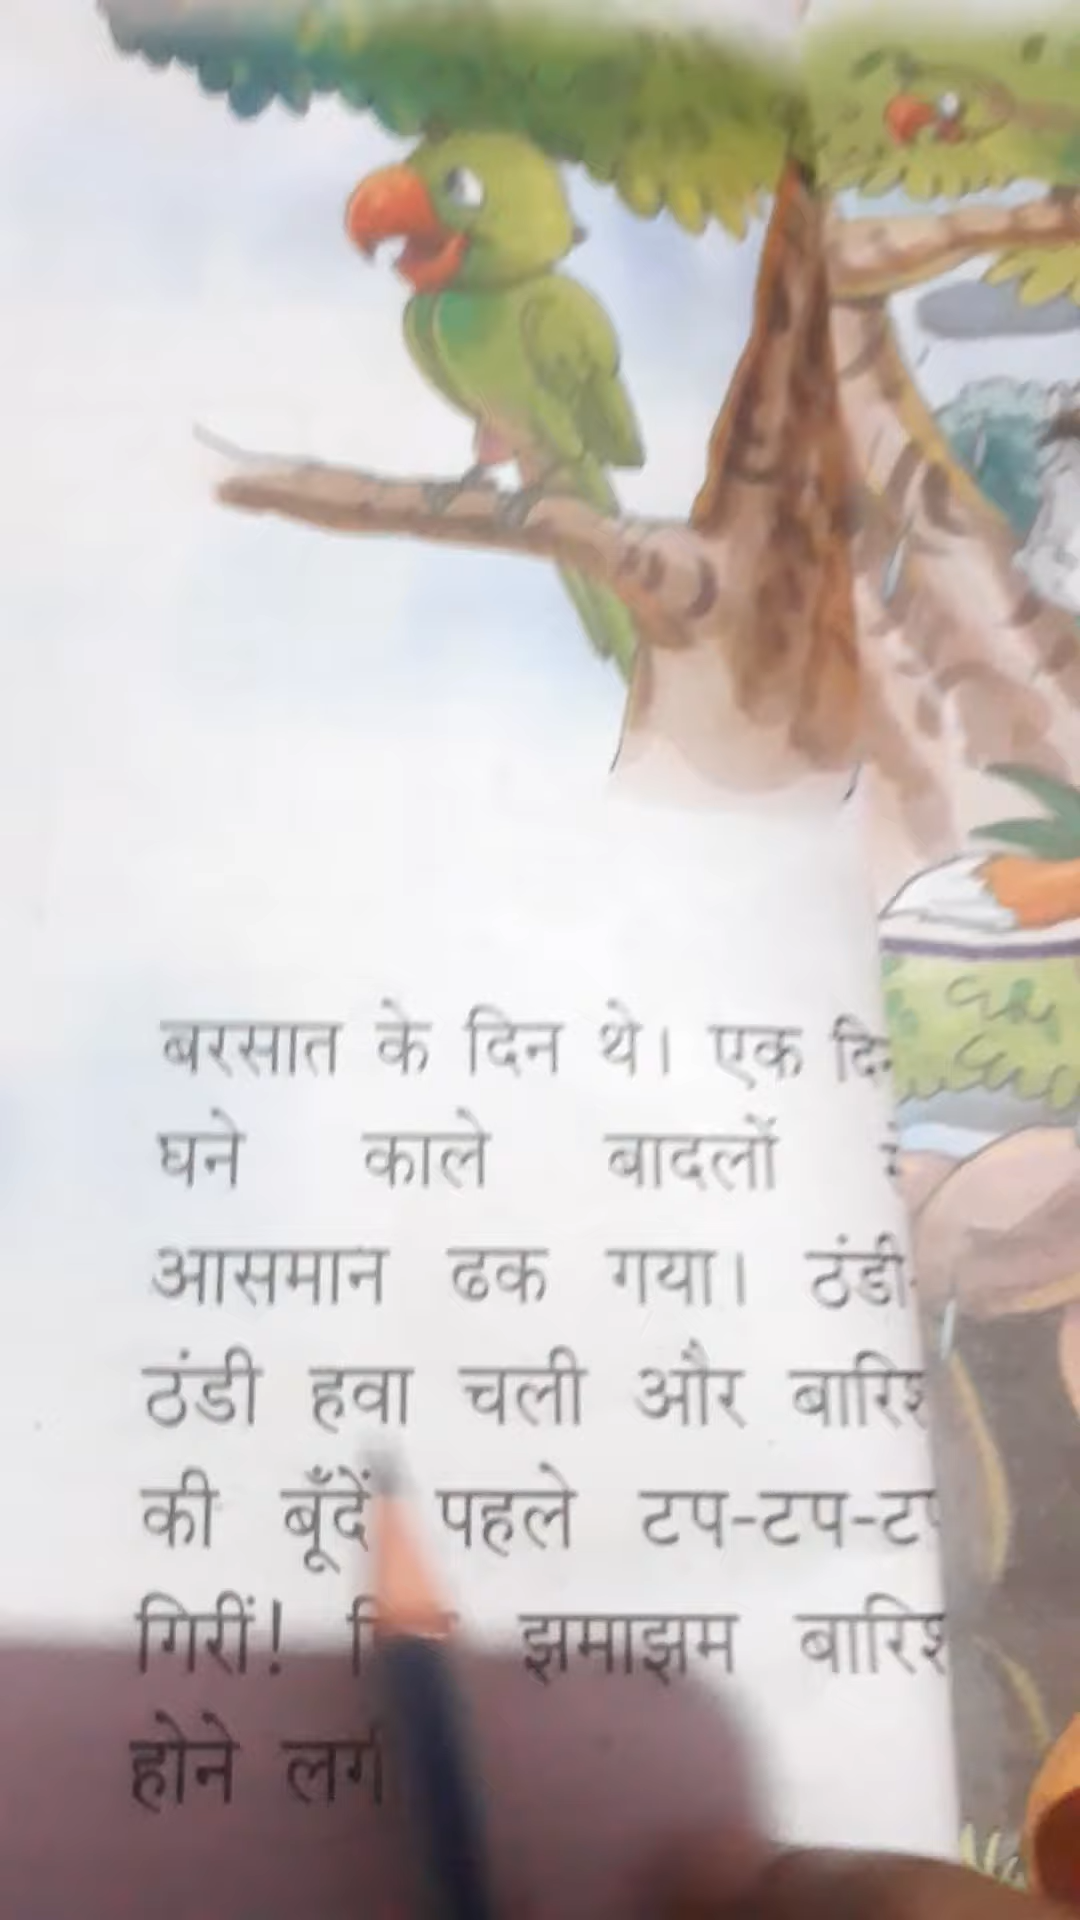 बरसात के दिन थे। एक
घने काले बादलों
आसमान ढक गया। ठंडी-
ठंडी हवा चली और
की बूँदें पहले टप-टप-
गिरीं! झमाझम
होने